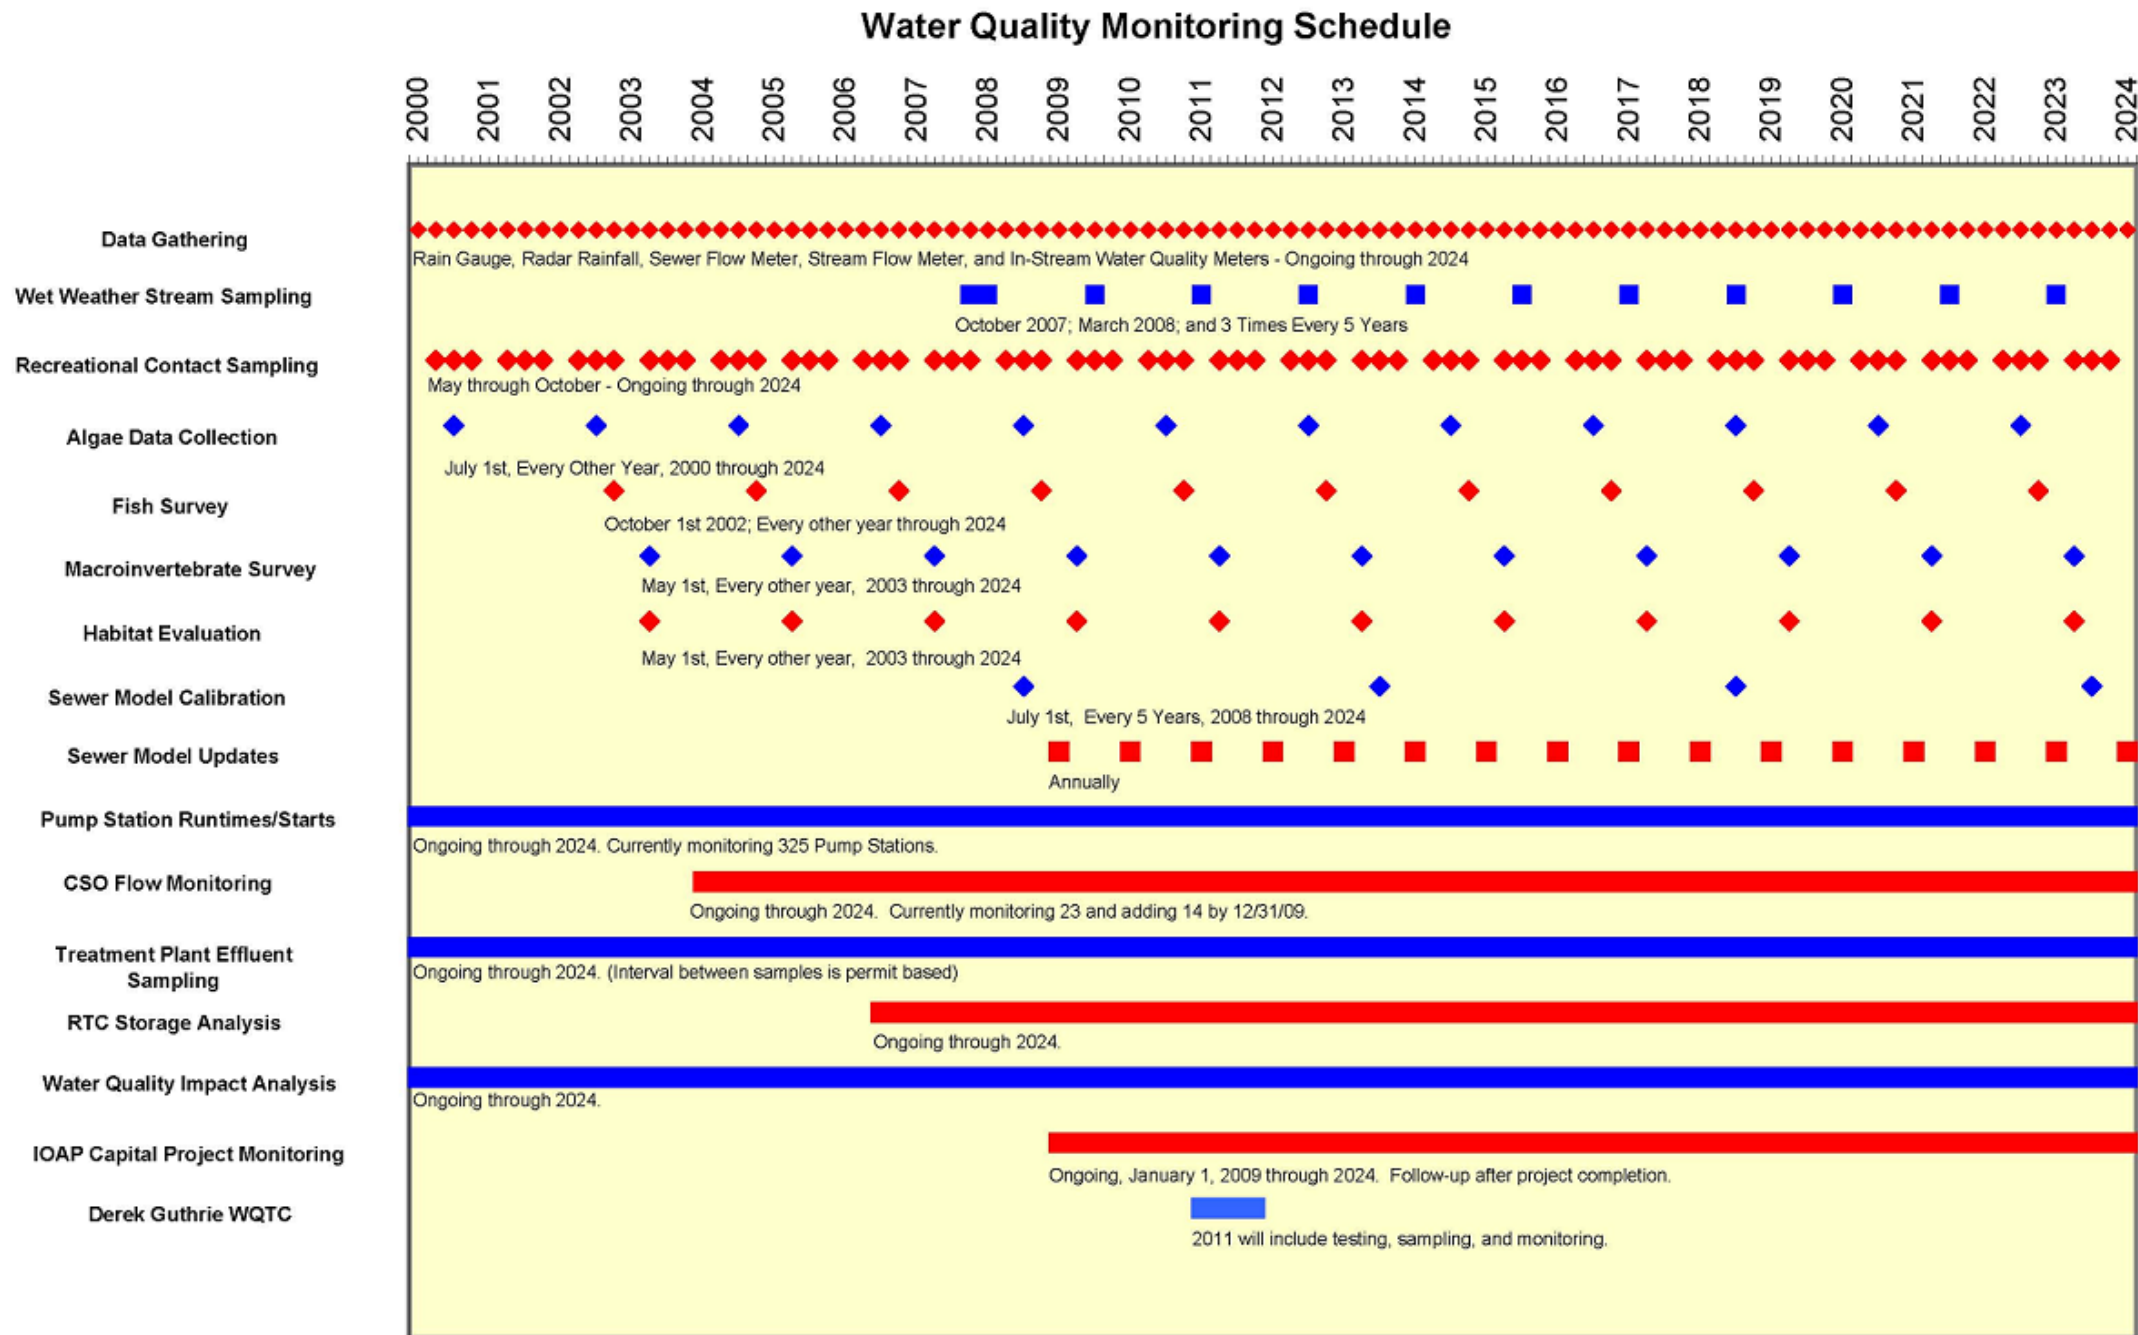 Water Quality Monitoring Schedule
2000 2001 2002 2003 2004 2005 2006 2007 2008 2009 2010 2011 2012 2013 2014 2015 2016 2017 2018 2019 2020 2021 2022 2023 2024
Data Gathering
Rain Gauge, Radar Rainfall, Sewer Flow Meter, Stream Flow Meter, and In-Stream Water Quality Meters - Ongoing through 2024
Wet Weather Stream Sampling
October 2007; March 2008; and 3 Times Every 5 Years
Recreational Contact Sampling
May through October - Ongoing through 2024
Algae Data Collection
July 1st, Every Other Year, 2000 through 2024
Fish Survey
October 1st 2002; Every other year through 2024
Macroinvertebrate Survey
May 1st, Every other year, 2003 through 2024
Habitat Evaluation
May 1st, Every other year, 2003 through 2024
Sewer Model Calibration
July 1st, Every 5 Years, 2008 through 2024
Sewer Model Updates
Annually
Pump Station Runtimes/Starts
Ongoing through 2024. Currently monitoring 325 Pump Stations.
CSO Flow Monitoring
Ongoing through 2024. Currently monitoring 23 and adding 14 by 12/31/09.
Treatment Plant Effluent
Sampling
Ongoing through 2024. (Interval between samples is permit based)
RTC Storage Analysis
Ongoing through 2024.
Water Quality Impact Analysis
Ongoing through 2024.
IOAP Capital Project Monitoring
Ongoing, January 1, 2009 through 2024. Follow-up after project completion.
Derek Guthrie WQTC
2011 will include testing, sampling, and monitoring.